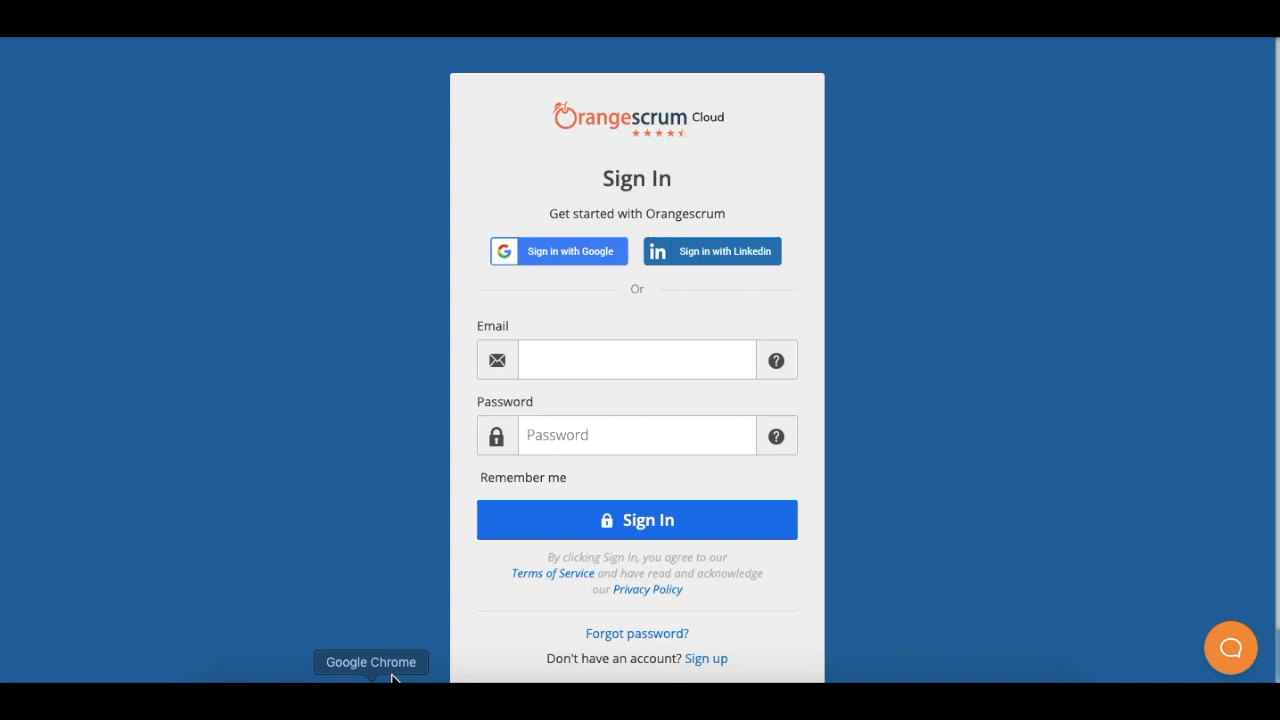 Orangescrum Cloud
Sign In
Get started with Orangescrum
Sign in with Google
in Sign in with Linkedin
Or
Email
Password
Password
Remember me
Sign In
By clicking Sign In, you agree to our
Terms of Service and have read and acknowledge
our Privacy Policy
Forgot password?
Don't have an account? Sign up
Google Chrome